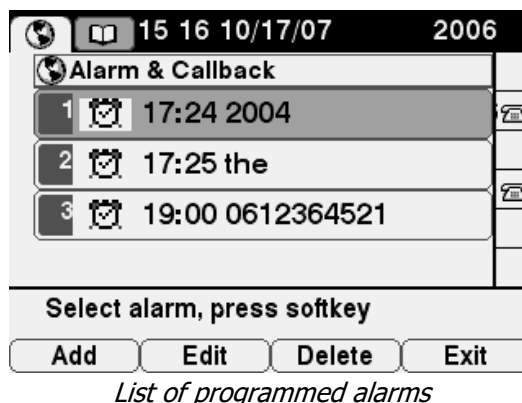 15 16 10/17/07 2006
Alarm & Callback
1 17:24 2004
2 17:25 the
3 19:00 0612364521
Select alarm, press softkey
Add Edit Delete Exit
List of programmed alarms